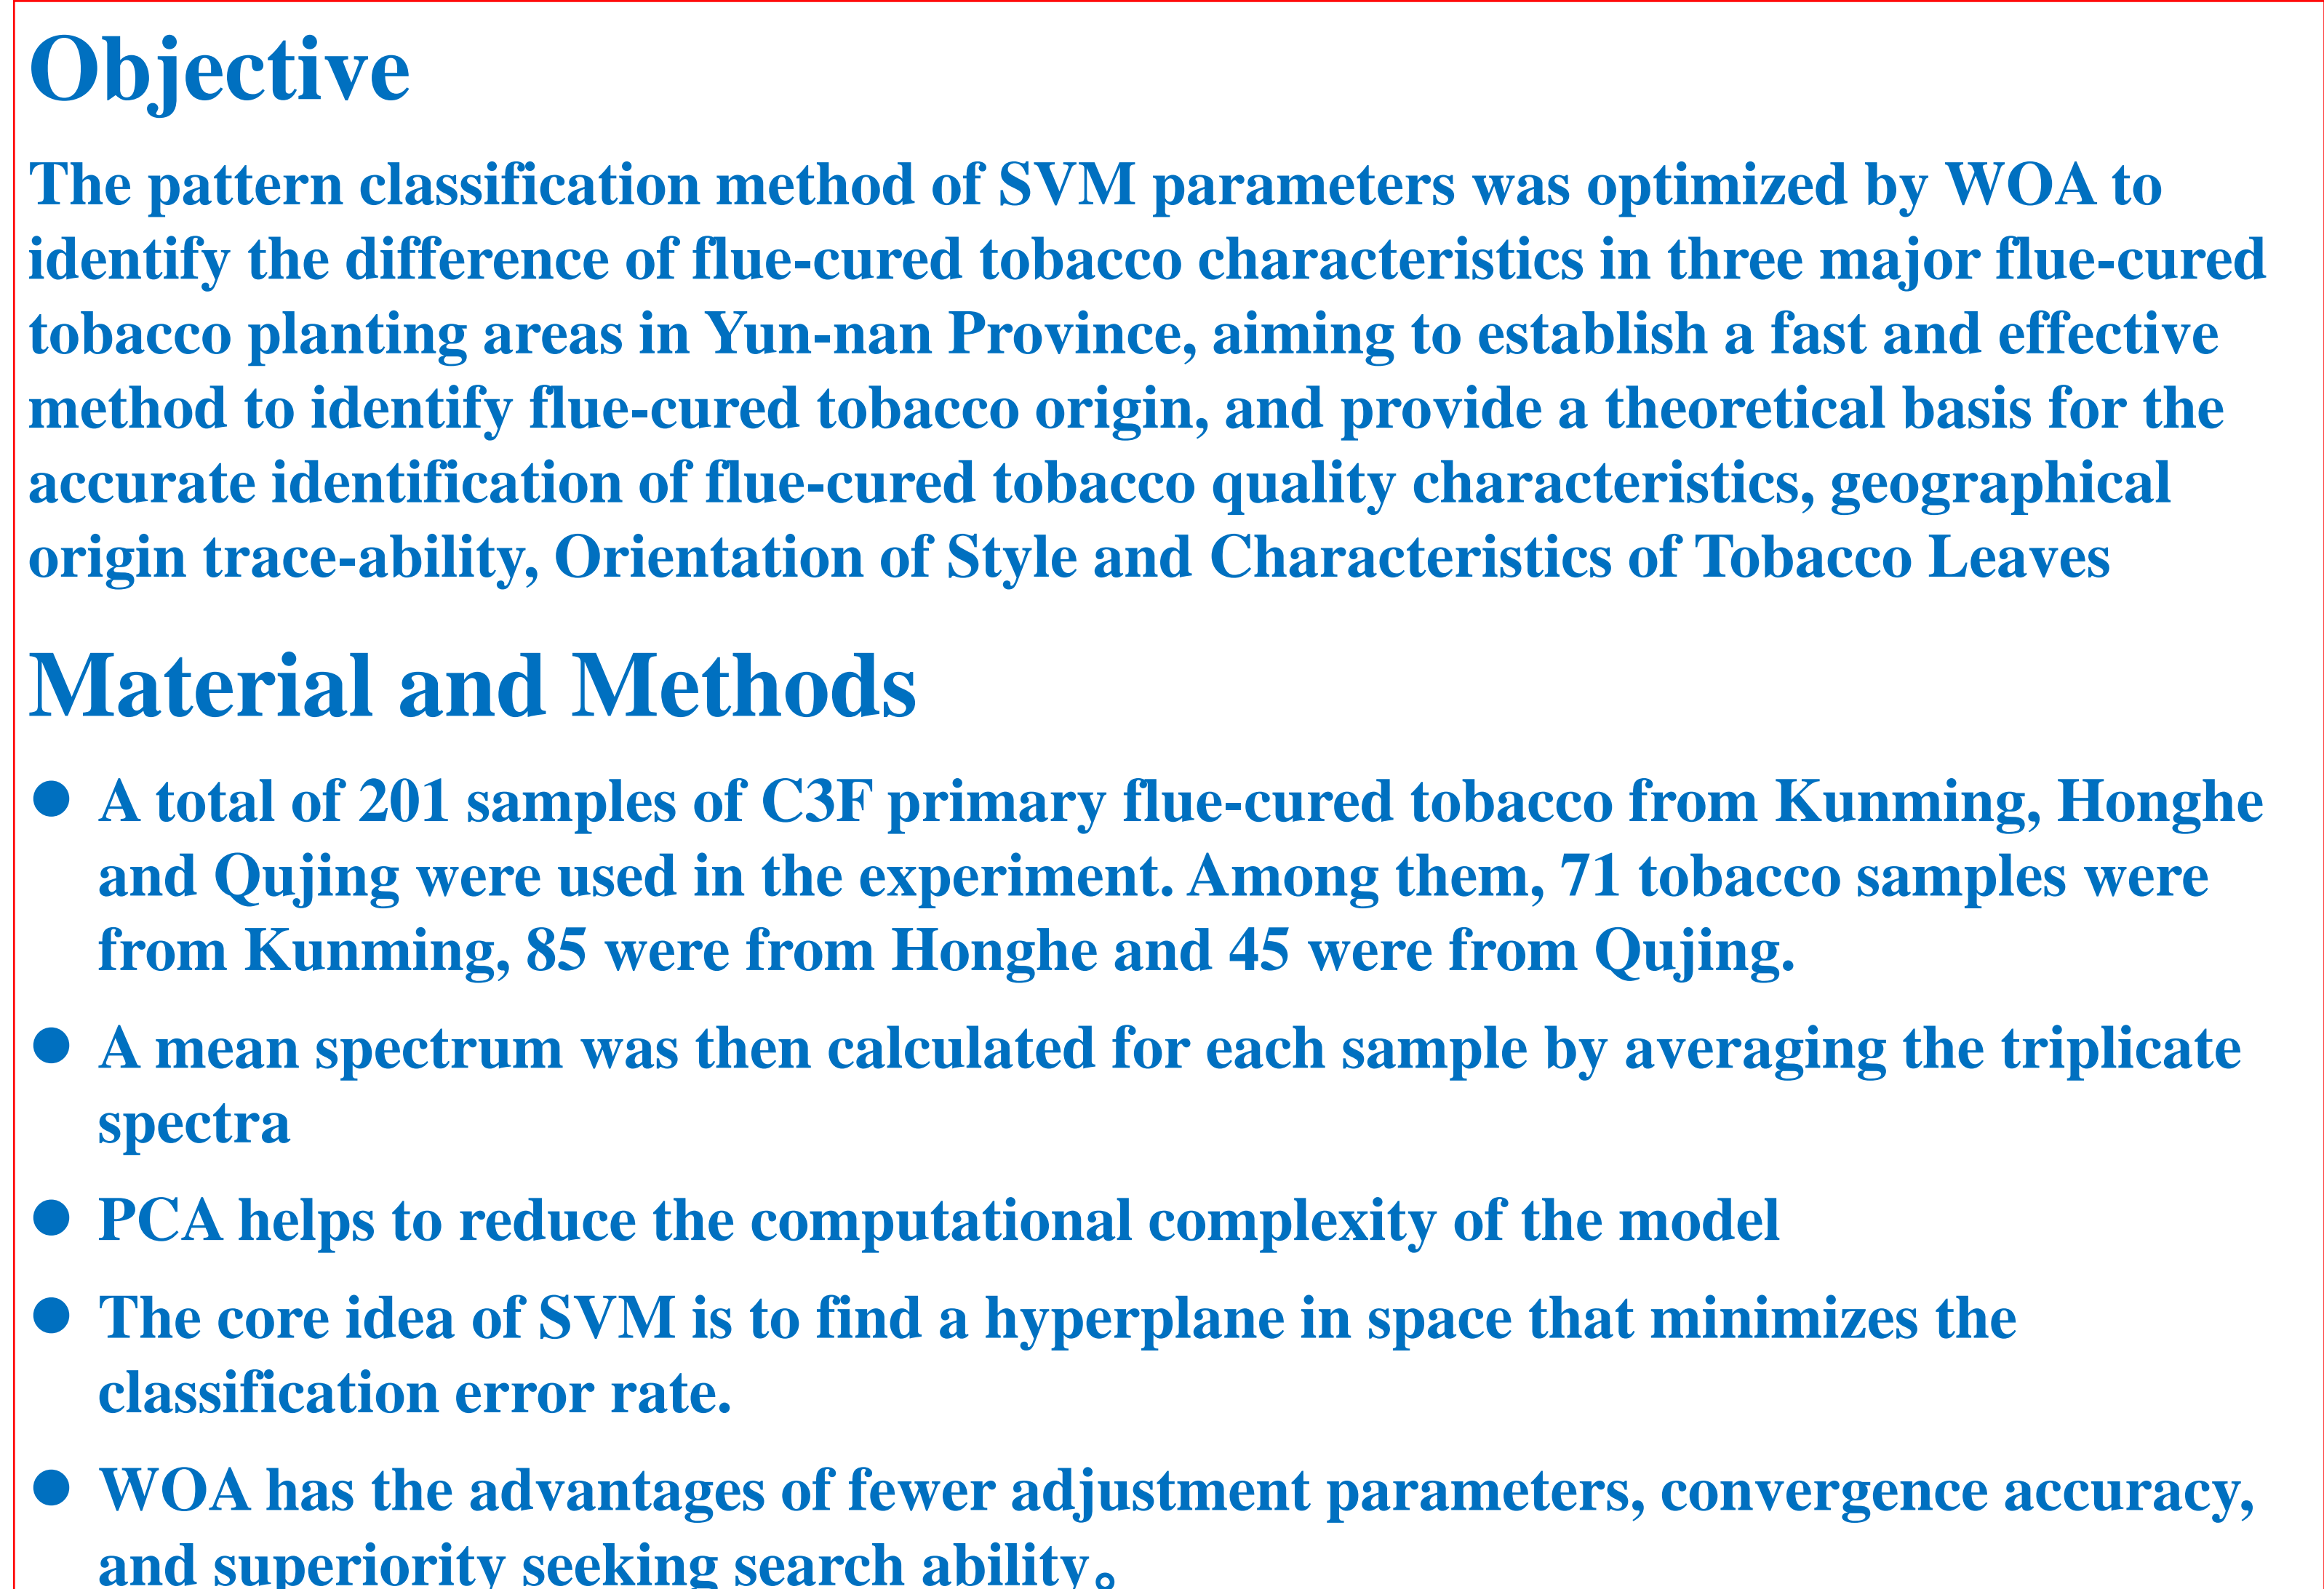 Objective
The pattern classification method of SVM parameters was optimized by WOA to
identify the difference of flue-cured tobacco characteristics in three major flue-cured
tobacco planting areas in Yun-nan Province, aiming to establish a fast and effective
method to identify flue-cured tobacco origin, and provide a theoretical basis for the
accurate identification of flue-cured tobacco quality characteristics, geographical
origin trace-ability, Orientation of Style and Characteristics of Tobacco Leaves
Material and Methods
● A total of 201 samples of C3F primary flue-cured tobacco from Kunming, Honghe
and Qujing were used in the experiment. Among them, 71 tobacco samples were
from Kunming, 85 were from Honghe and 45 were from Qujing.
● A mean spectrum was then calculated for each sample by averaging the triplicate
spectra
● PCA helps to reduce the computational complexity of the model
● The core idea of SVM is to find a hyperplane in space that minimizes the
classification error rate.
● WOA has the advantages of fewer adjustment parameters, convergence accuracy,
and superiority seeking search ability。